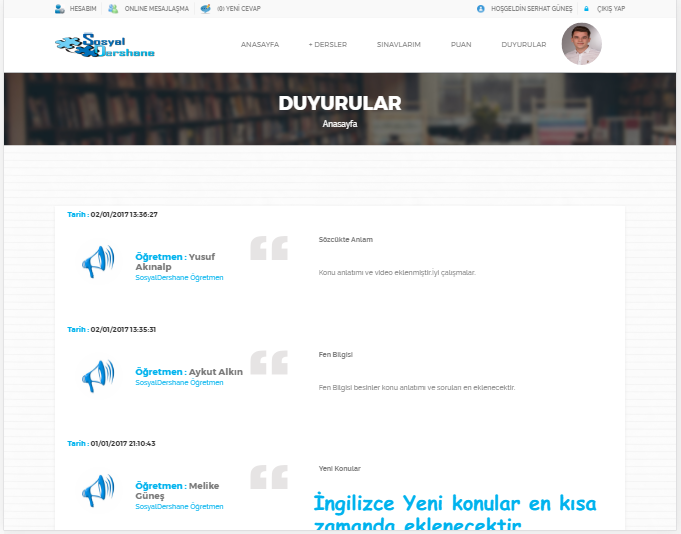 HESABIM ONLINE MESAJLAŞMA (0) YENİ CEVAP HOŞGELDİN SERHAT GÜNEŞ ÇIKIŞ YAP
Sosyal
Dershane
ANASAYFA + DERSLER SINAVLARIM PUAN DUYURULAR
DUYURULAR
Anasayfa
Tarih : 02/01/2017 13:36:27
Öğretmen : Yusuf
Akınalp
SosyalDershane Öğretmen
Sözcükte Anlam
Konu anlatımı ve video eklenmiştir.İyi çalışmalar.
Tarih : 02/01/2017 13:35:31
Öğretmen : Aykut Alkın
SosyalDershane Öğretmen
Fen Bilgisi
Fen Bilgisi besinler konu anlatımı ve soruları en eklenecektir.
Tarih : 01/01/2017 21:10:43
Öğretmen : Melike
Güneş
SosyalDershane Öğretmen
Yeni Konular
İngilizce Yeni konular en kısa
zamanda eklenecektir